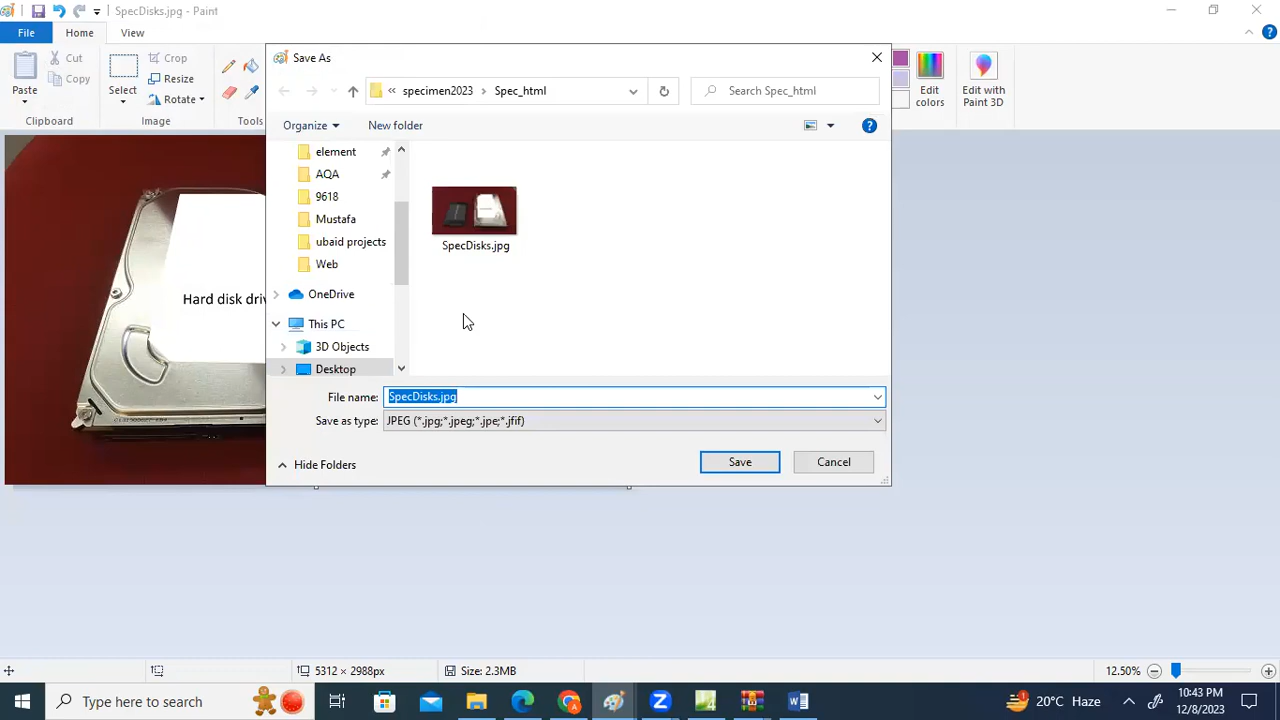 SpecDisks.jpg - Paint
File
Home
View
Paste
Cut
Copy
Clipboard
Select
Crop
Resize
Rotate
Image
Tools
Edit colors
Edit with Paint 3D
Hard disk driv
Save As
« specimen2023 > Spec_html
Search Spec_html
Organize
New folder
element
AQA
9618
Mustafa
ubaid projects
Web
OneDrive
This PC
3D Objects
Desktop
SpecDisks.jpg
File name: SpecDisks.jpg
Save as type: JPEG (*.jpg;*.jpeg;*.jpe;*.jfif)
Hide Folders
Save
Cancel
5312 × 2988px
Size: 2.3MB
12.50%
Type here to search
20°C Haze
10:43 PM
12/8/2023